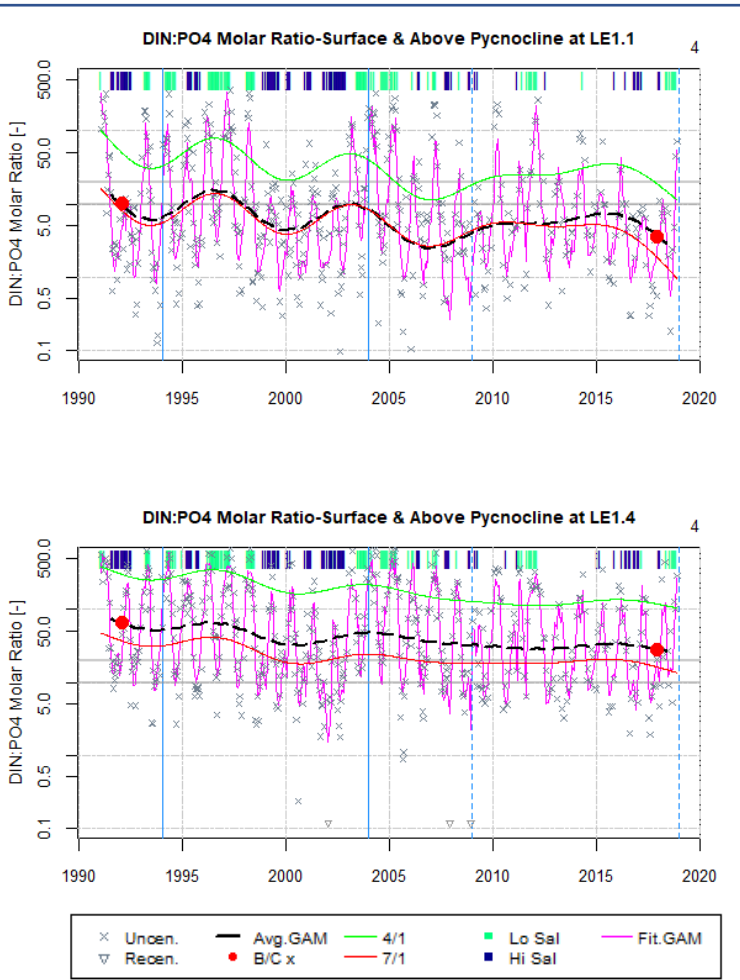 DIN:PO4 Molar Ratio-Surface & Above Pycnocline at LE1.1
4
DIN:PO4 Molar Ratio [-]
500.0
50.0
5.0
0.5
0.1
1990 1995 2000 2005 2010 2015 2020
DIN:PO4 Molar Ratio-Surface & Above Pycnocline at LE1.4
4
DIN:PO4 Molar Ratio [-]
500.0
50.0
5.0
0.5
0.1
1990 1995 2000 2005 2010 2015 2020
Uncen. Avg.GAM 4/1 Lo Sal Fit.GAM
Recen. B/C x 7/1 Hi Sal